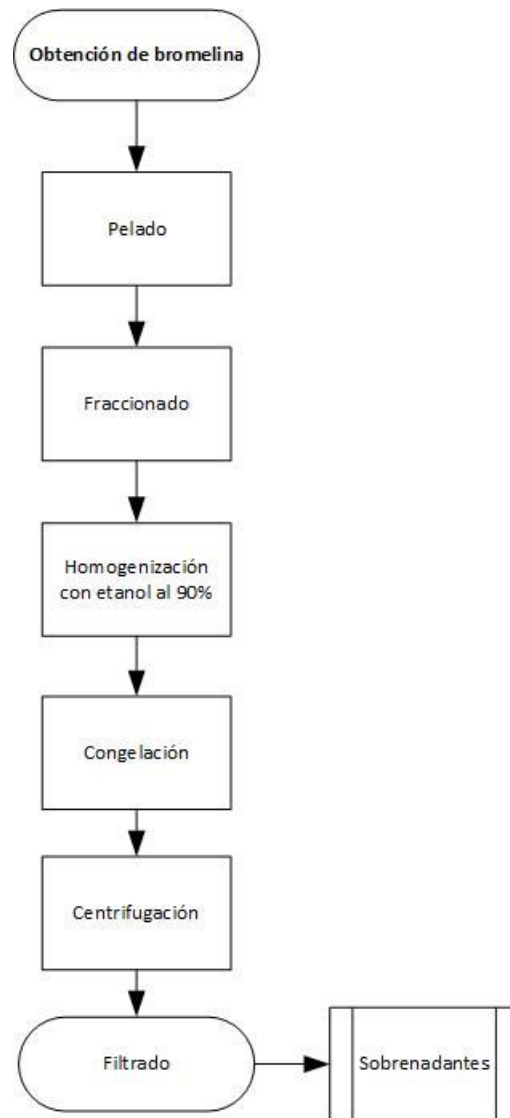 Obtención de bromelina
Pelado
Fraccionado
Homogenización
con etanol al 90%
Congelación
Centrifugación
Filtrado
Sobrenadantes